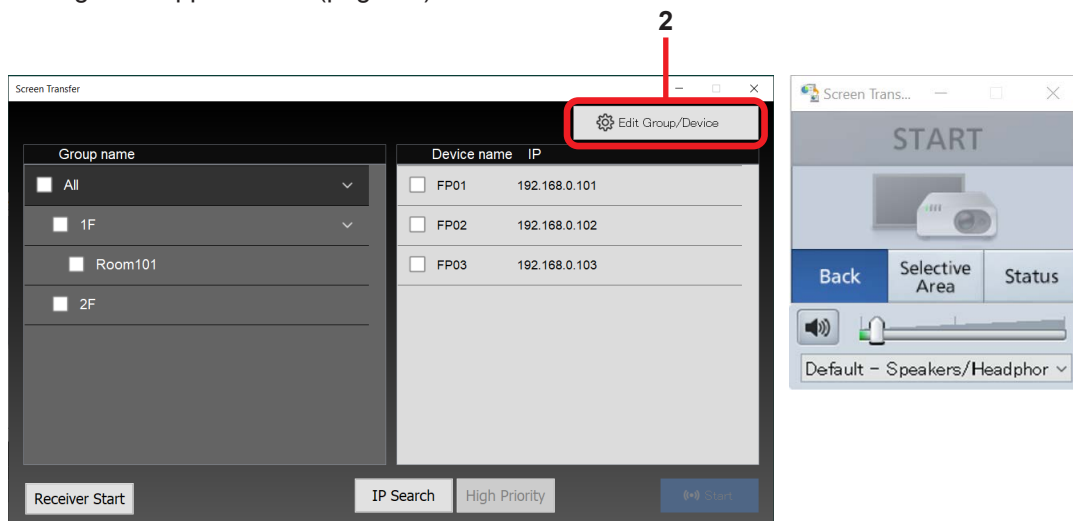 2
Screen Transfer
Edit Group/Device
Group name
All
1F
Room101
2F
Device name IP
FP01 192.168.0.101
FP02 192.168.0.102
FP03 192.168.0.103
Receiver Start
IP Search
High Priority
Start
Screen Trans...
START
Back
Selective
Area
Status
Default - Speakers/Headphor